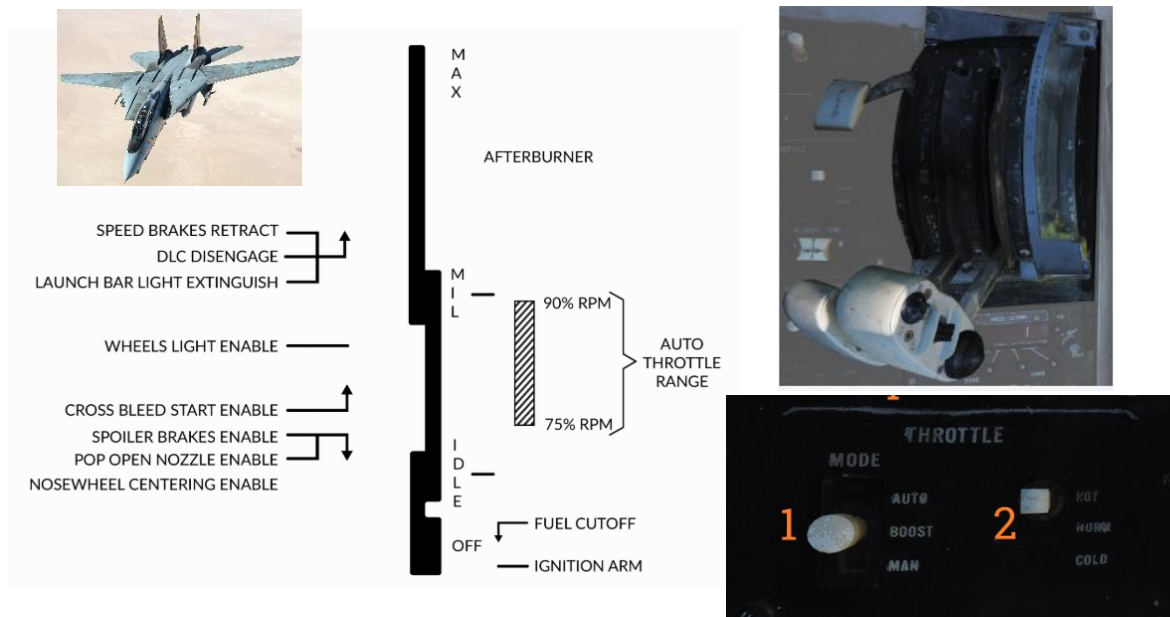 MAX
AFTERBURNER
SPEED BRAKES RETRACT
DLC DISENGAGE
LAUNCH BAR LIGHT EXTINGUISH
MIL
90% RPM
WHEELS LIGHT ENABLE
AUTO
THROTTLE
RANGE
CROSS BLEED START ENABLE
75% RPM
SPOILER BRAKES ENABLE
POP OPEN NOZZLE ENABLE
NOSEWHEEL CENTERING ENABLE
IDLE
FUEL CUTOFF
OFF
IGNITION ARM
THROTTLE
MODE
AUTO
BOOST
MAN
1
2
HOT
NORM
COLD